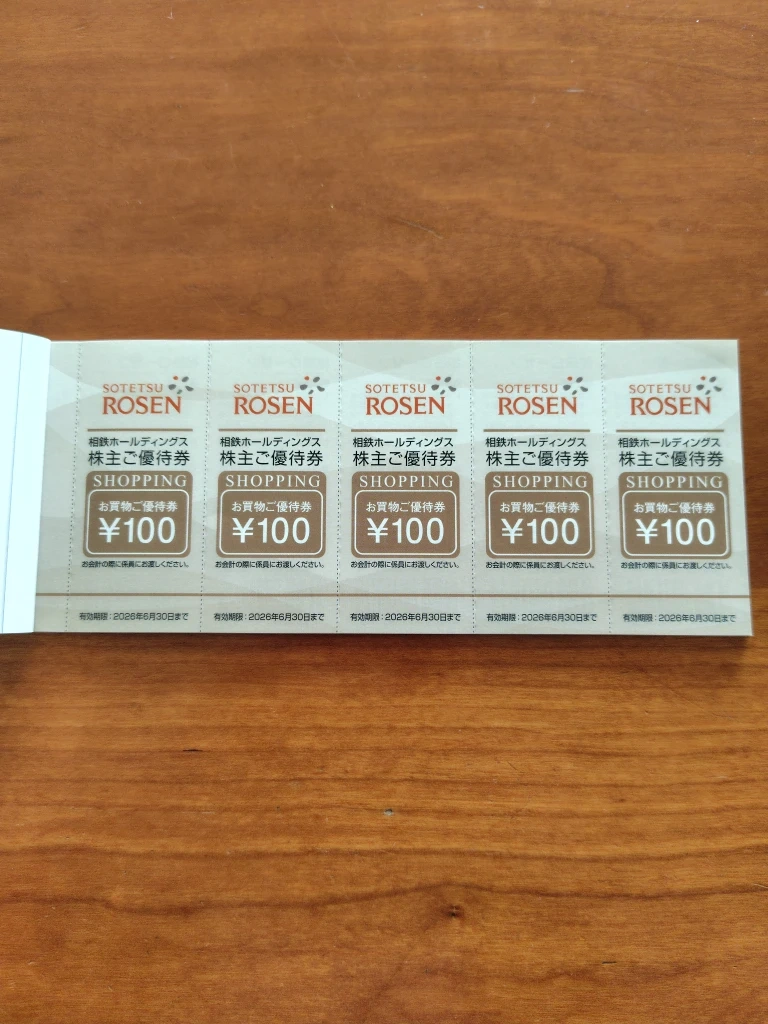 SOTETSU
ROSEN
相鉄ホールディングス
株主ご優待券
SHOPPING
お買物ご優待券
¥100
お会計の際に係員にお渡しください。
有効期限：2026年6月30日まで
SOTETSU
ROSEN
相鉄ホールディングス
株主ご優待券
SHOPPING
お買物ご優待券
¥100
お会計の際に係員にお渡しください。
有効期限：2026年6月30日まで
SOTETSU
ROSEN
相鉄ホールディングス
株主ご優待券
SHOPPING
お買物ご優待券
¥100
お会計の際に係員にお渡しください。
有効期限：2026年6月30日まで
SOTETSU
ROSEN
相鉄ホールディングス
株主ご優待券
SHOPPING
お買物ご優待券
¥100
お会計の際に係員にお渡しください。
有効期限：2026年6月30日まで
SOTETSU
ROSEN
相鉄ホールディングス
株主ご優待券
SHOPPING
お買物ご優待券
¥100
お会計の際に係員にお渡しください。
有効期限：2026年6月30日まで